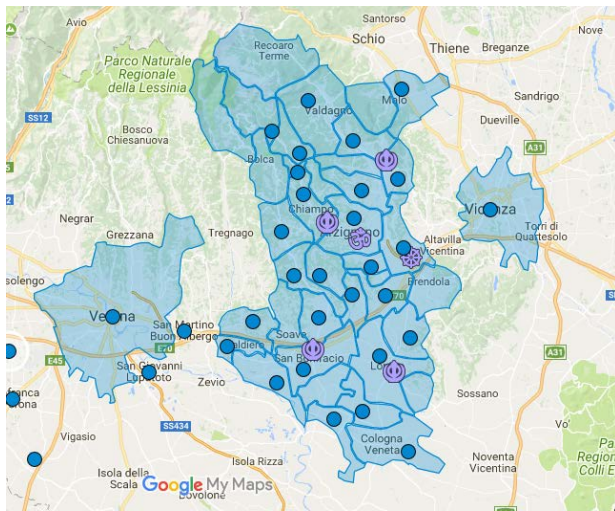 Avio
Santorso
Schio
Nove
Recoaro
Terme
Thiene
Breganze
Parco Naturale
Regionale
della Lessinia
Valdagno
Malo
Sandrigo
SS12
Bosco
Chiesanuova
Dueville
A31
Bolca
Negrar
Chiampo
Vicenza
Grezzana
Tregnago
Altavilla
Vicentina
Torri di
Quartesolo
Brendola
San Martino
Buon Albergo
Soave
E70
E45
San Giovanni
Lupatoto
San Bonifacio
A31
Zevio
Sossano
SS434
Vo'
Vigasio
Cologna
Veneta
Isola Rizza
Noventa
Vicentina
Isola della
Scala
Google My Maps
Bovolone